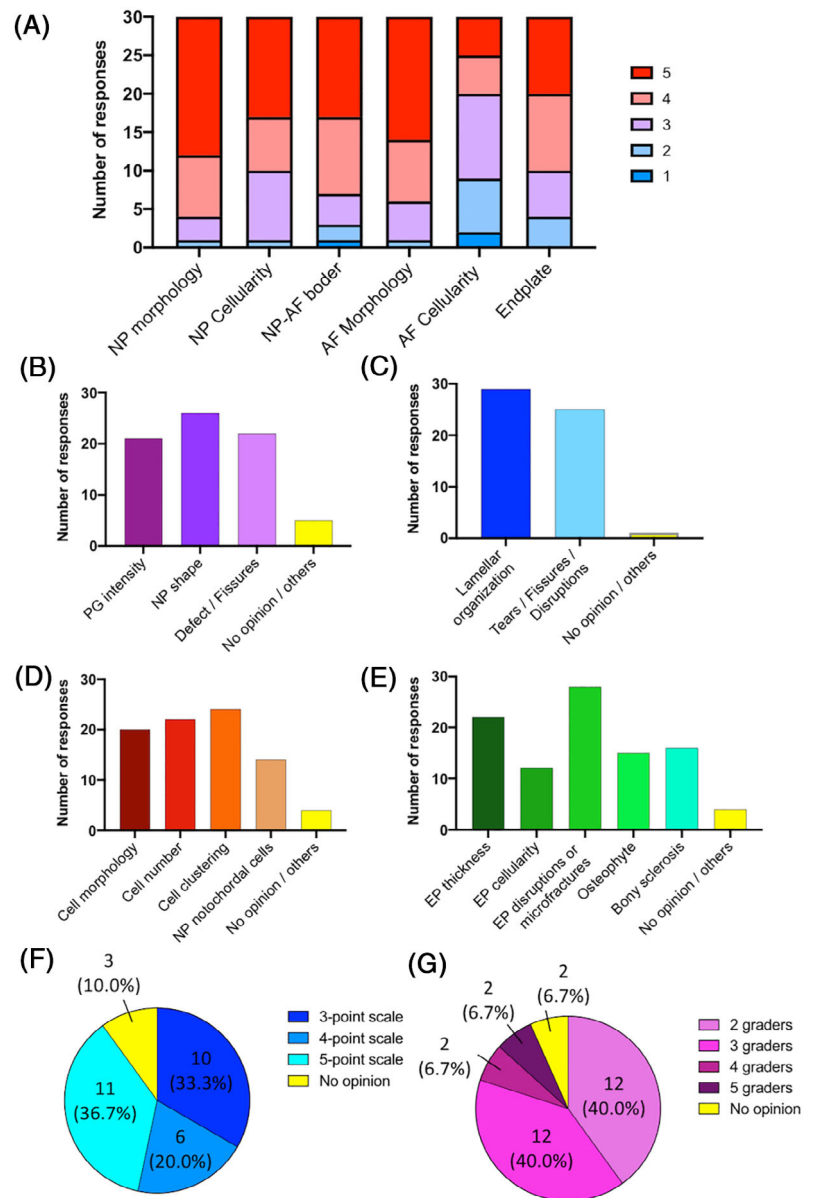 (A)
Number of responses
30
25
20
15
10
5
0
NP morphology
NP Cellularity
NP-AF boder
AF Morphology
AF Cellularity
Endplate
5
4
3
2
1
(B)
Number of responses
30
20
10
0
PG intensity
NP shape
Defect / Fissures
No opinion / others
(C)
Number of responses
30
20
10
0
Lamellar
organization
Tears / Fissures /
Disruptions
No opinion / others
(D)
Number of responses
30
20
10
0
Cell morphology
Cell number
Cell clustering
NP notochordal cells
No opinion / others
(E)
Number of responses
30
20
10
0
EP thickness
EP cellularity
EP disruptions or
microfractures
Osteophyte
Bony sclerosis
No opinion / others
(F)
3
(10.0%)
10
(33.3%)
11
(36.7%)
6
(20.0%)
3-point scale
4-point scale
5-point scale
No opinion
(G)
2
(6.7%)
2
(6.7%)
2
(6.7%)
12
(40.0%)
12
(40.0%)
2 graders
3 graders
4 graders
5 graders
No opinion